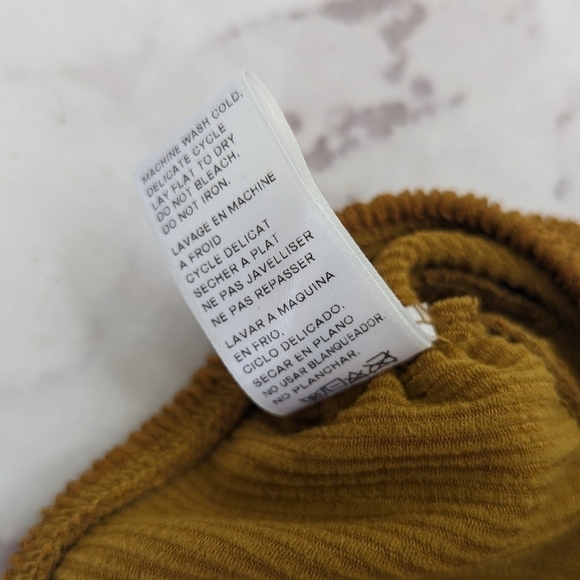 MACHINE WASH COLD,
DELICATE CYCLE
LAY FLAT TO DRY
DO NOT BLEACH.
DO NOT IRON.
LAVAGE EN MACHINE
A FROID
CYCLE DELICAT
SECHER A PLAT
NE PAS JAVELLISER
NE PAS REPASSER
LAVAR A MAQUINA
EN FRIO.
CICLO DELICADO.
SECAR EN PLANO
NO USAR BLANQUEADOR
NO PLANCHAR.